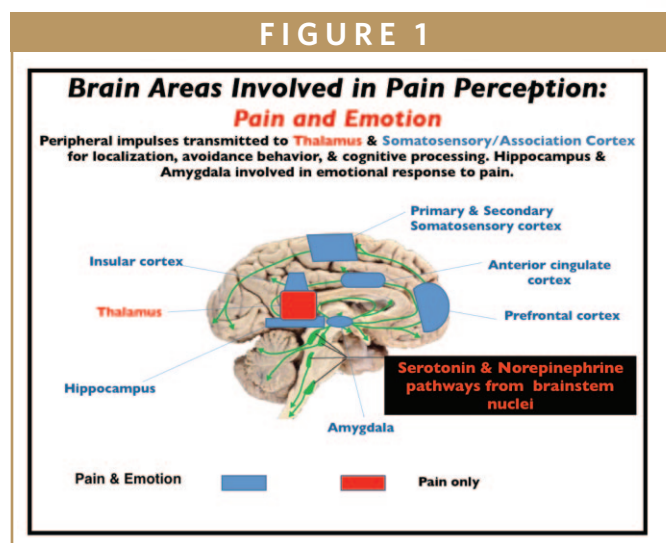 FIGURE 1
Brain Areas Involved in Pain Perception:
Pain and Emotion
Peripheral impulses transmitted to Thalamus & Somatosensory/Association Cortex
for localization, avoidance behavior, & cognitive processing. Hippocampus &
Amygdala involved in emotional response to pain.
Primary & Secondary
Somatosensory cortex
Insular cortex
Anterior cingulate
cortex
Thalamus
Prefrontal cortex
Serotonin & Norepinephrine
pathways from brainstem
nuclei
Hippocampus
Amygdala
Pain & Emotion
Pain only